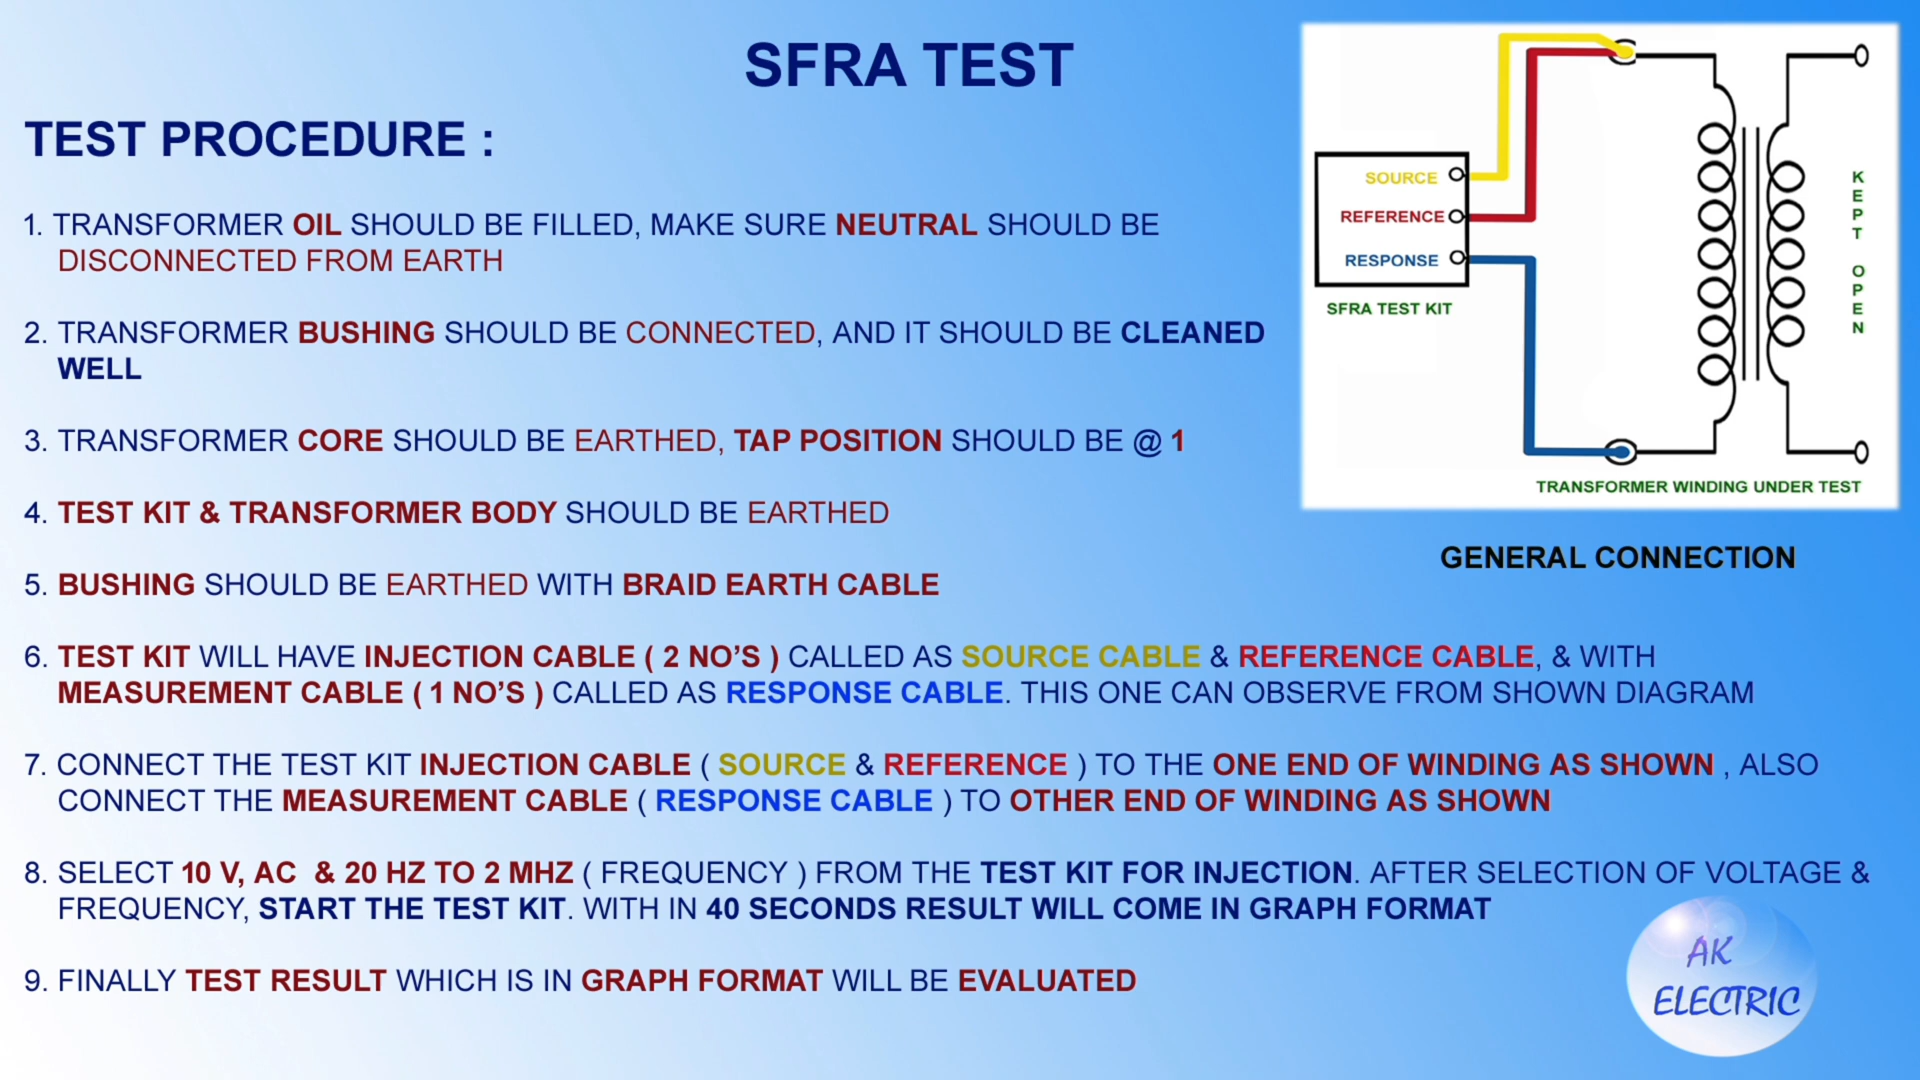 SFRA TEST
TEST PROCEDURE :
1. TRANSFORMER OIL SHOULD BE FILLED, MAKE SURE NEUTRAL SHOULD BE
DISCONNECTED FROM EARTH
2. TRANSFORMER BUSHING SHOULD BE CONNECTED, AND IT SHOULD BE CLEANED
WELL
3. TRANSFORMER CORE SHOULD BE EARTHED, TAP POSITION SHOULD BE @ 1
4. TEST KIT & TRANSFORMER BODY SHOULD BE EARTHED
5. BUSHING SHOULD BE EARTHED WITH BRAID EARTH CABLE
6. TEST KIT WILL HAVE INJECTION CABLE ( 2 NO'S ) CALLED AS SOURCE CABLE & REFERENCE CABLE, & WITH
MEASUREMENT CABLE ( 1 NO'S ) CALLED AS RESPONSE CABLE. THIS ONE CAN OBSERVE FROM SHOWN DIAGRAM
7. CONNECT THE TEST KIT INJECTION CABLE ( SOURCE & REFERENCE ) TO THE ONE END OF WINDING AS SHOWN , ALSO
CONNECT THE MEASUREMENT CABLE ( RESPONSE CABLE ) TO OTHER END OF WINDING AS SHOWN
8. SELECT 10 V, AC & 20 HZ TO 2 MHZ ( FREQUENCY ) FROM THE TEST KIT FOR INJECTION. AFTER SELECTION OF VOLTAGE &
FREQUENCY, START THE TEST KIT. WITH IN 40 SECONDS RESULT WILL COME IN GRAPH FORMAT
9. FINALLY TEST RESULT WHICH IS IN GRAPH FORMAT WILL BE EVALUATED
SOURCE
REFERENCE
RESPONSE
SFRA TEST KIT
KEPT OPEN
TRANSFORMER WINDING UNDER TEST
GENERAL CONNECTION
AK
ELECTRIC